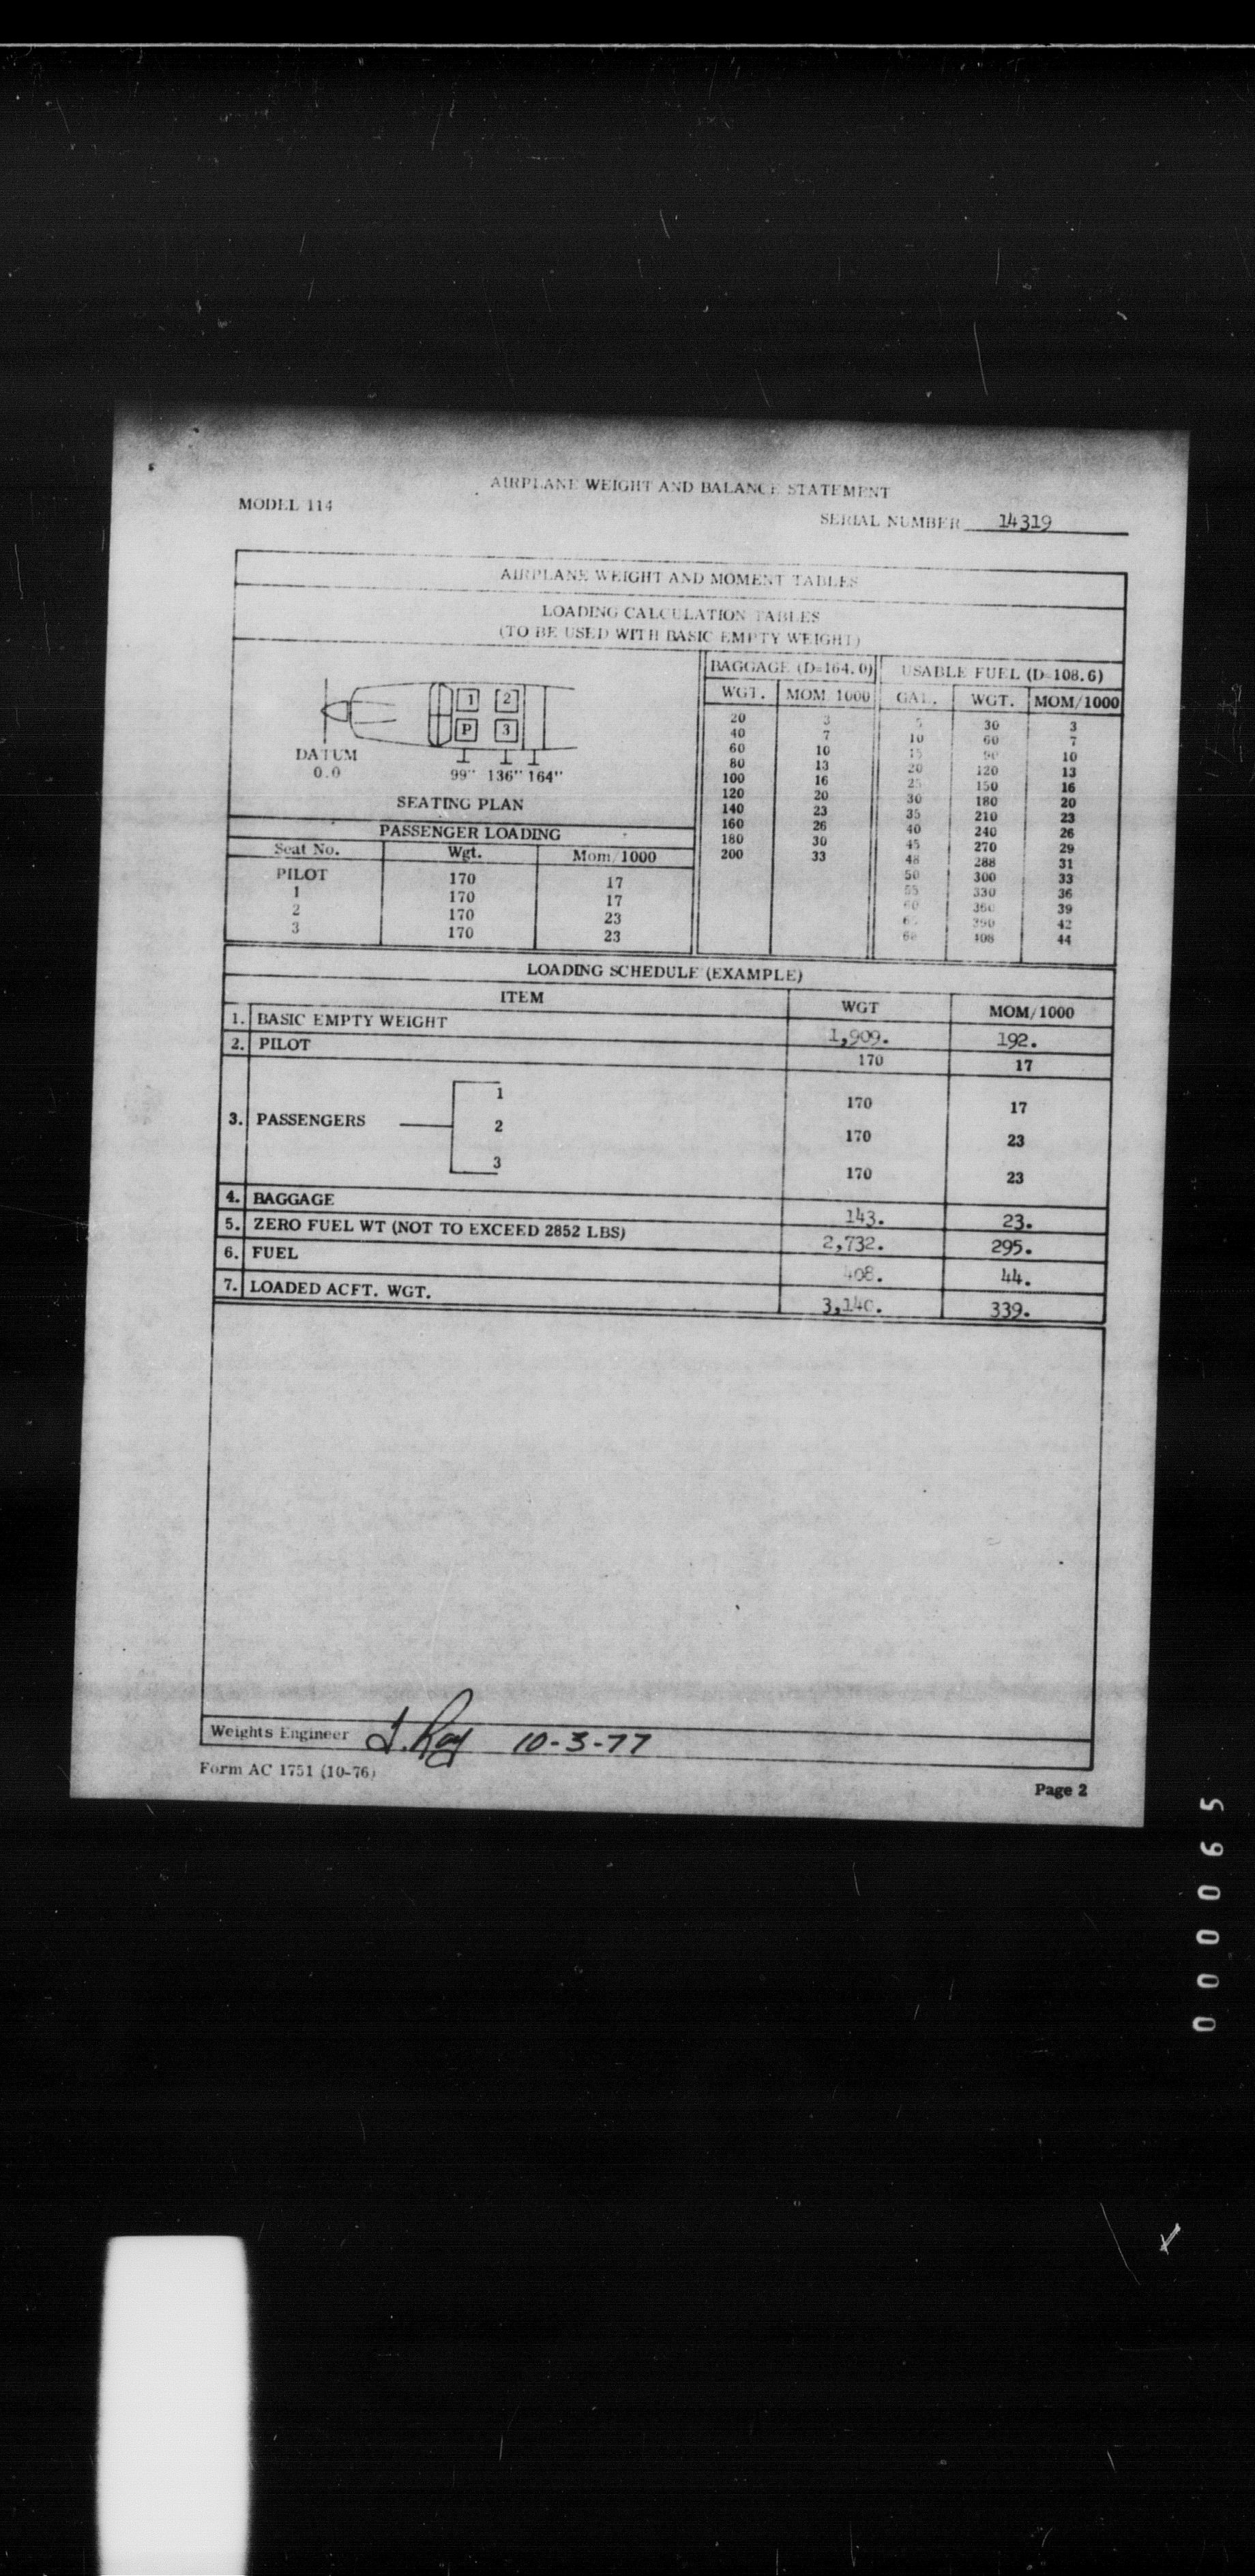 AIRPLANE WEIGHT AND BALANCE STATEMENT
MODEL 114
SERIAL NUMBER 14319
AIRPLANE WEIGHT AND MOMENT TABLES
LOADING CALCULATION TABLES
(TO BE USED WITH BASIC EMPTY WEIGHT)
1 2
P 3
DATUM
0.0
99" 136" 164"
SEATING PLAN
PASSENGER LOADING
Seat No. Wgt. Mom/1000
PILOT 170 17
1 170 17
2 170 23
3 170 23
BAGGAGE (D=164.0)
WGT. MOM 1000
20 3
40 7
60 10
80 13
100 16
120 20
140 23
160 26
180 30
200 33
USABLE FUEL (D=108.6)
GAL. WGT. MOM/1000
5 30 3
10 60 7
15 90 10
20 120 13
25 150 16
30 180 20
35 210 23
40 240 26
45 270 29
48 288 31
50 300 33
55 330 36
60 360 39
390 42
68 408 44
LOADING SCHEDULE (EXAMPLE)
ITEM WGT MOM/1000
1. BASIC EMPTY WEIGHT 1,909. 192.
2. PILOT 170 17
3. PASSENGERS
1 170 17
2 170 23
3 170 23
4. BAGGAGE 143. 23.
5. ZERO FUEL WT (NOT TO EXCEED 2852 LBS) 2,732. 295.
6. FUEL 408. 44.
7. LOADED ACFT. WGT. 3,140. 339.
Weights Engineer 10-3-77
Form AC 1751 (10-76)
Page 2
000065